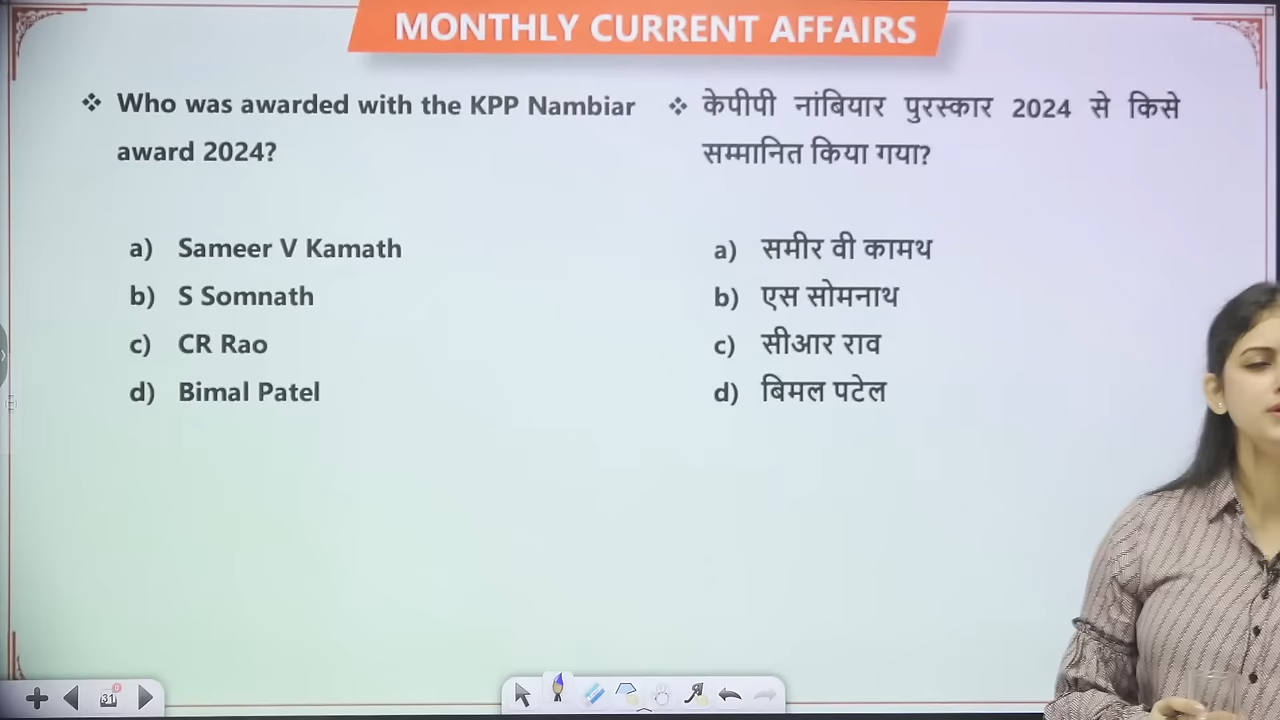 MONTHLY CURRENT AFFAIRS
❖ Who was awarded with the KPP Nambiar
award 2024?
a) Sameer V Kamath
b) S Somnath
c) CR Rao
d) Bimal Patel
❖ केपीपी नांबियार पुरस्कार 2024 से किसे
सम्मानित किया गया?
a) समीर वी कामथ
b) एस सोमनाथ
c) सीआर राव
d) बिमल पटेल
31